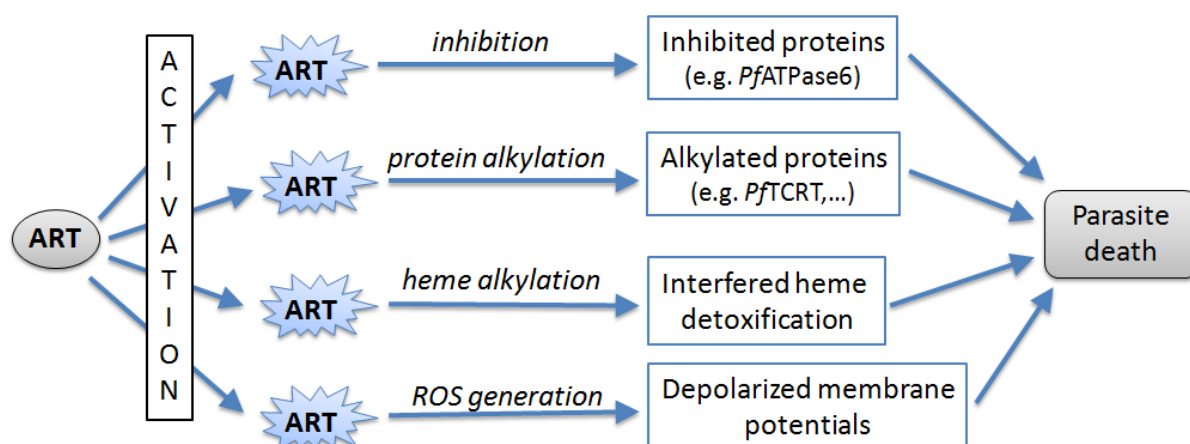 ART
ACTIVATION
ART
inhibition
Inhibited proteins
(e.g. PfATPase6)
ART
protein alkylation
Alkylated proteins
(e.g. PfTCRT,...)
ART
heme alkylation
Interfered heme
detoxification
ART
ROS generation
Depolarized membrane
potentials
Parasite
death